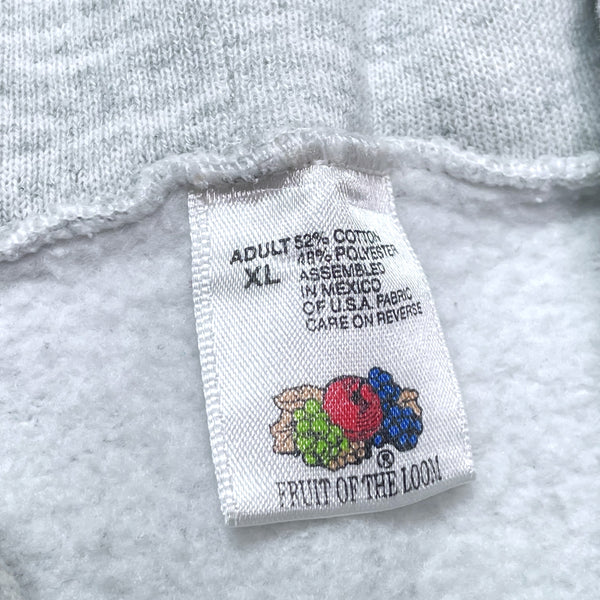 ADULT 52% COTTON
XL 48% POLYESTER
ASSEMBLED
IN MEXICO
OF U.S.A. FABRIC
CARE ON REVERSE
®
FRUIT OF THE LOOM